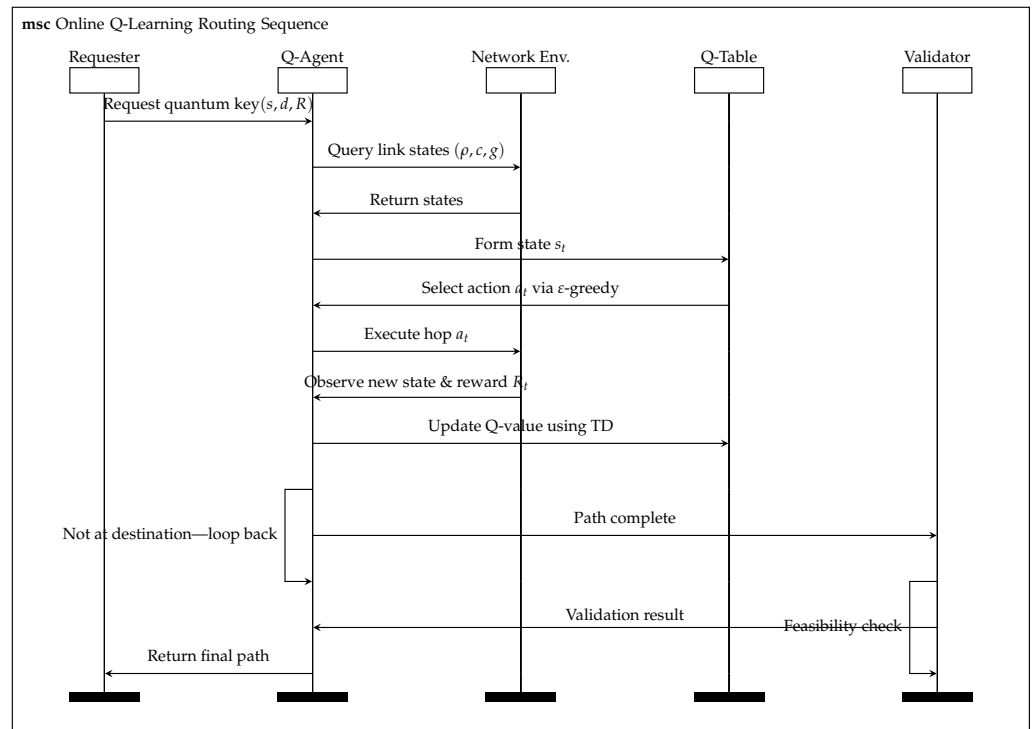 msc Online Q-Learning Routing Sequence
Requester Q-Agent Network Env. Q-Table Validator
Request quantum key(s, d, R)
Query link states (ρ, c, g)
Return states
Form state s_t
Select action a_t via ε-greedy
Execute hop a_t
Observe new state & reward R_t
Update Q-value using TD
Path complete
Not at destination—loop back
Validation result
Feasibility check
Return final path